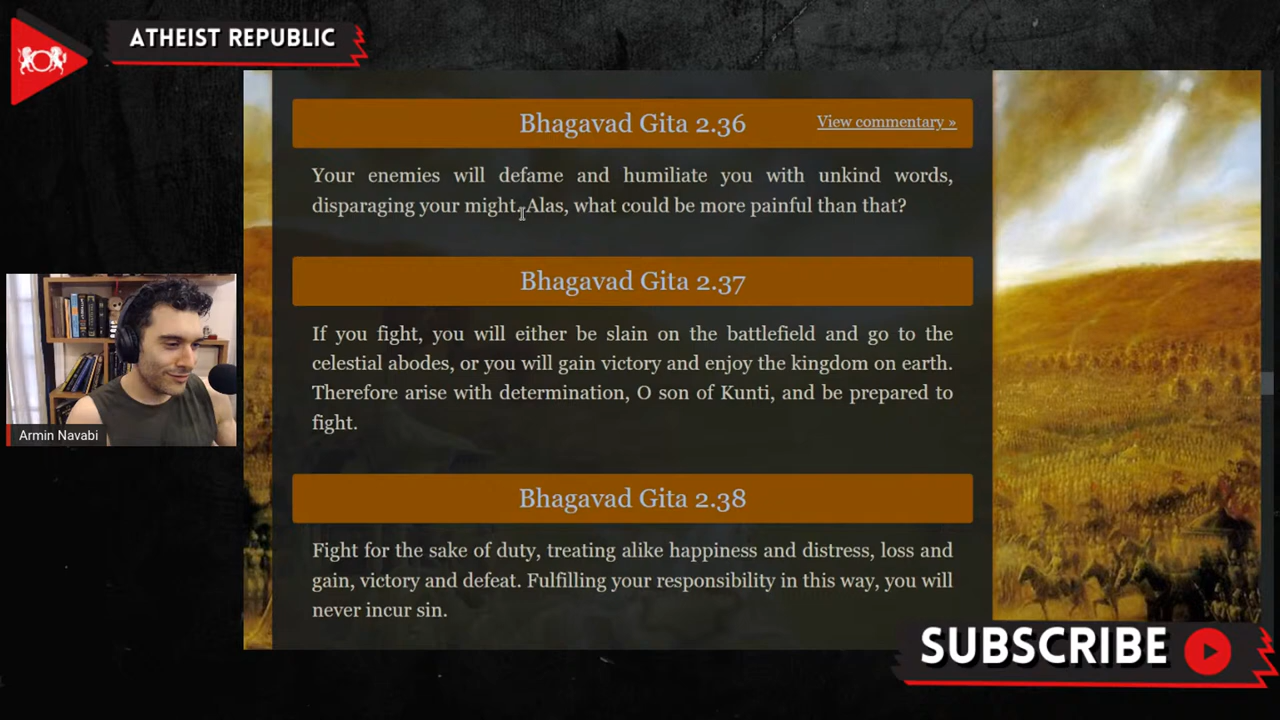 ATHEIST REPUBLIC
Bhagavad Gita 2.36
View commentary »
Your enemies will defame and humiliate you with unkind words,
disparaging your might. Alas, what could be more painful than that?
Bhagavad Gita 2.37
If you fight, you will either be slain on the battlefield and go to the
celestial abodes, or you will gain victory and enjoy the kingdom on earth.
Therefore arise with determination, O son of Kunti, and be prepared to
fight.
Armin Navabi
Bhagavad Gita 2.38
Fight for the sake of duty, treating alike happiness and distress, loss and
gain, victory and defeat. Fulfilling your responsibility in this way, you will
never incur sin.
SUBSCRIBE